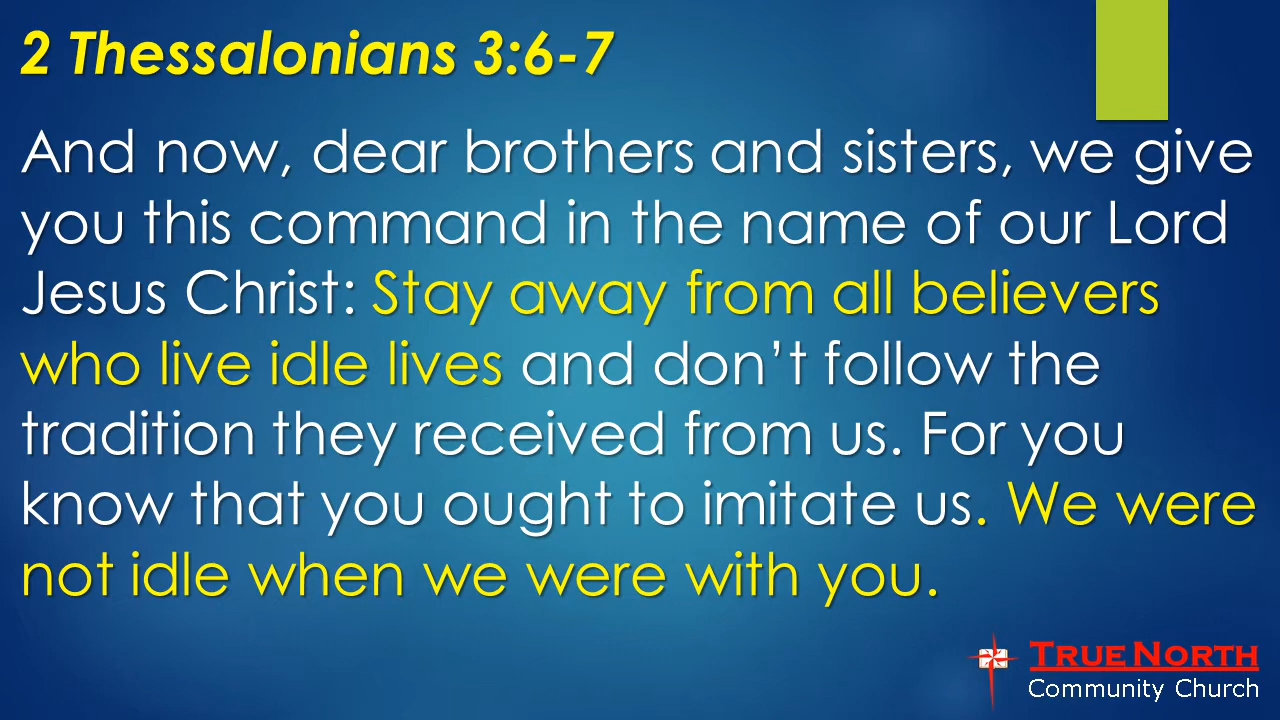 2 Thessalonians 3:6-7
And now, dear brothers and sisters, we give
you this command in the name of our Lord
Jesus Christ: Stay away from all believers
who live idle lives and don’t follow the
tradition they received from us. For you
know that you ought to imitate us. We were
not idle when we were with you.
TRUE NORTH
Community Church